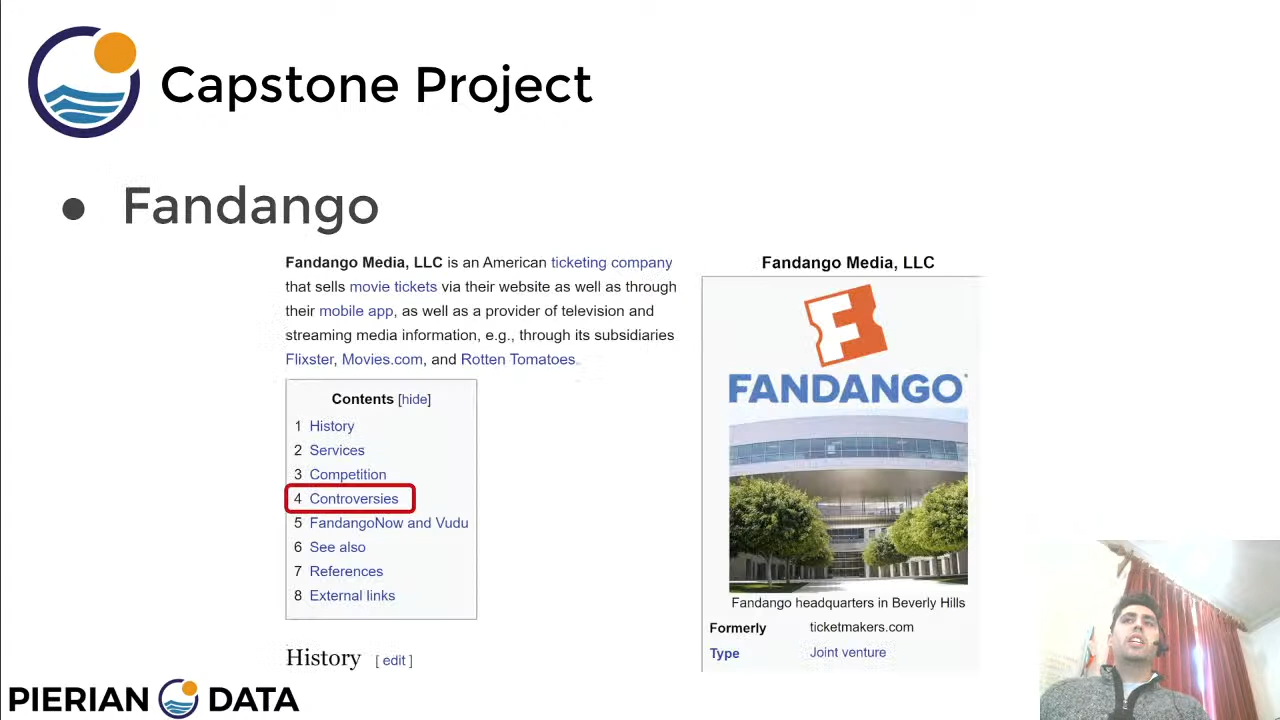 Capstone Project
● Fandango
Fandango Media, LLC is an American ticketing company
that sells movie tickets via their website as well as through
their mobile app, as well as a provider of television and
streaming media information, e.g., through its subsidiaries
Flixster, Movies.com, and Rotten Tomatoes.
Contents [hide]
1 History
2 Services
3 Competition
4 Controversies
5 FandangoNow and Vudu
6 See also
7 References
8 External links
History [ edit ]
Fandango Media, LLC
F
FANDANGO
Fandango headquarters in Beverly Hills
Formerly ticketmakers.com
Type Joint venture
PIERIAN DATA